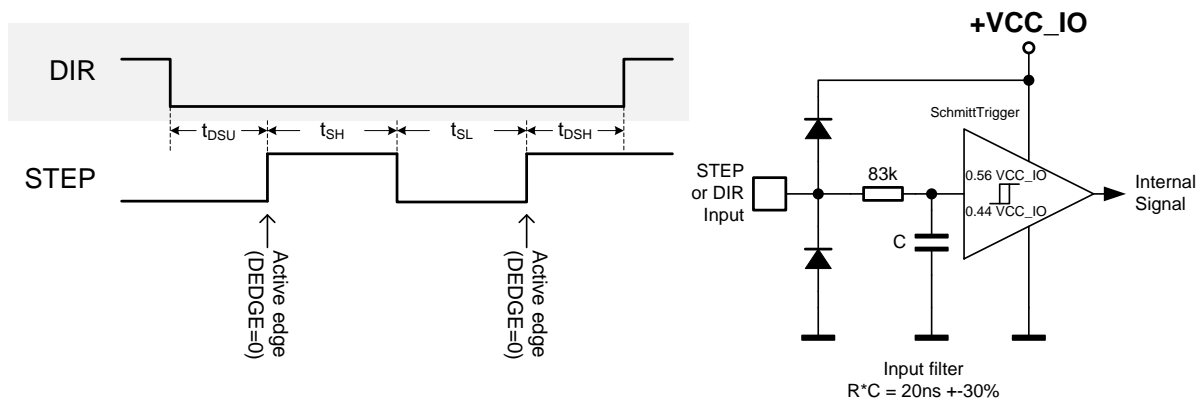 DIR
tDSU
tSH
tSL
tDSH
STEP
Active edge
(DEDGE=0)
Active edge
(DEDGE=0)
+VCC_IO
SchmittTrigger
STEP
or DIR
Input
83k
C
0.56 VCC_IO
0.44 VCC_IO
Internal
Signal
Input filter
R*C = 20ns +-30%